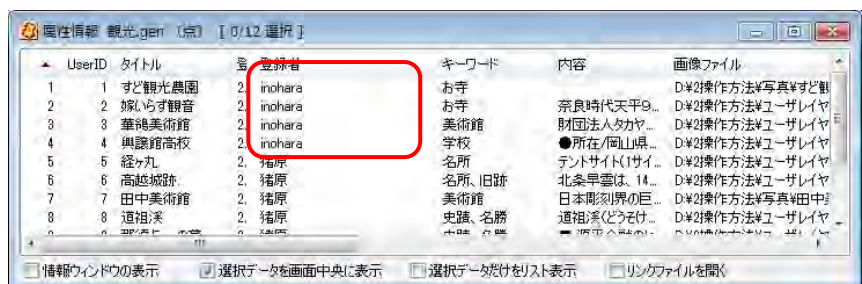 属性情報 観光.gen (点) [ 0/12 選択 ]
UserID タイトル 登 登録者 キーワード 内容 画像ファイル
1 1 すど観光農園 2. inohara お寺 D:¥2操作方法¥写真¥すど観
2 2 嫁いらず観音 2. inohara お寺 奈良時代天平9... D:¥2操作方法¥ユーザレイヤ
3 3 華鴒美術館 2. inohara 美術館 財団法人タカヤ... D:¥2操作方法¥ユーザレイヤ
4 4 興譲館高校 2. inohara 学校 ●所在/岡山県... D:¥2操作方法¥ユーザレイヤ
5 5 経ヶ丸 2. 猪原 名所 テントサイト(1サイ... D:¥2操作方法¥ユーザレイヤ
6 6 高越城跡. 2. 猪原 名所、旧跡 北条早雲は、14... D:¥2操作方法¥ユーザレイヤ
7 7 田中美術館 2. 猪原 美術館 日本彫刻界の巨... D:¥2操作方法¥写真¥田中美
8 8 道祖渓 2. 猪原 史蹟、名勝 道祖渓(どうそけ... D:¥2操作方法¥ユーザレイヤ
情報ウィンドウの表示 選択データを画面中央に表示 選択データだけをリスト表示 リンクファイルを開く